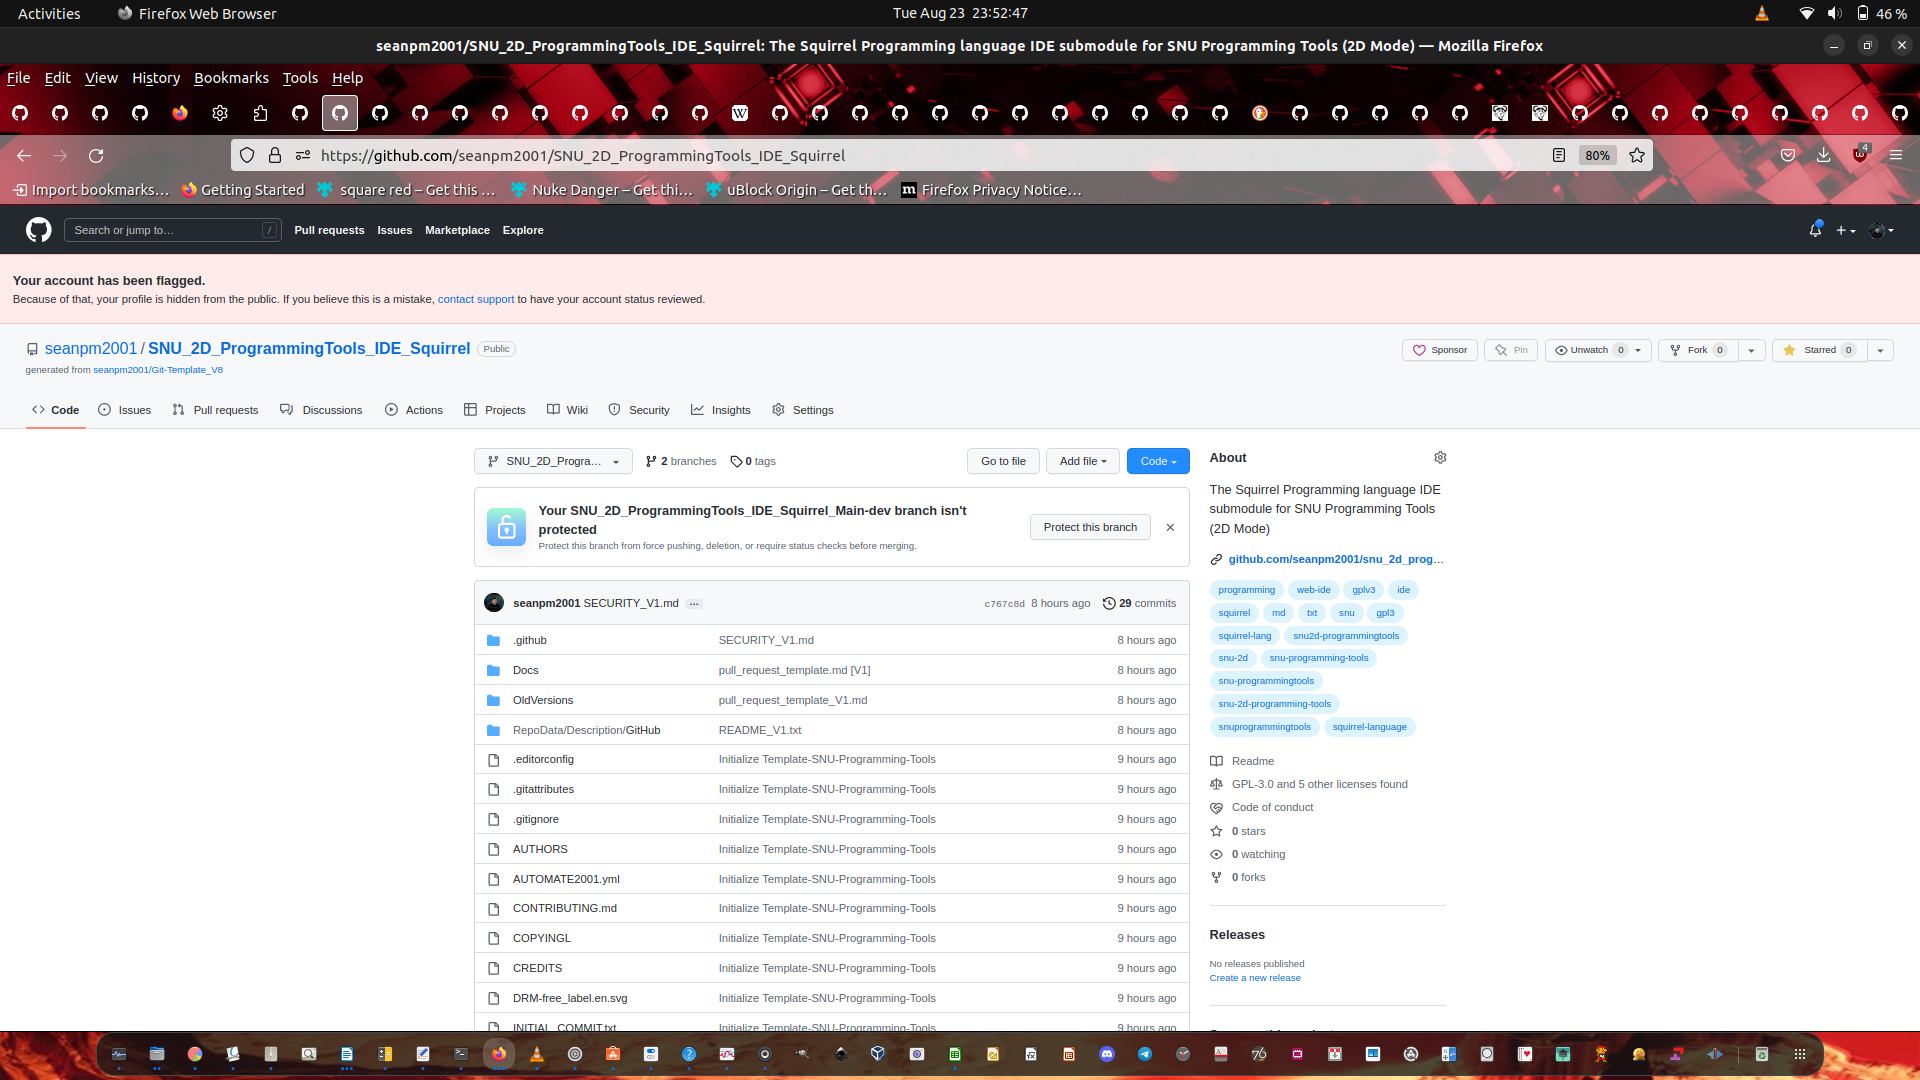 Activities Firefox Web Browser Tue Aug 23 23:52:47 46 %
seanpm2001/SNU_2D_ProgrammingTools_IDE_Squirrel: The Squirrel Programming language IDE submodule for SNU Programming Tools (2D Mode) — Mozilla Firefox
File Edit View History Bookmarks Tools Help
https://github.com/seanpm2001/SNU_2D_ProgrammingTools_IDE_Squirrel 80% 4
Import bookmarks… Getting Started square red – Get this … Nuke Danger – Get thi… uBlock Origin – Get th… Firefox Privacy Notice…
Search or jump to… / Pull requests Issues Marketplace Explore
Your account has been flagged.
Because of that, your profile is hidden from the public. If you believe this is a mistake, contact support to have your account status reviewed.
seanpm2001 / SNU_2D_ProgrammingTools_IDE_Squirrel Public Sponsor Pin Unwatch 0 Fork 0 Starred 0
generated from seanpm2001/Git-Template_V8
Code Issues Pull requests Discussions Actions Projects Wiki Security Insights Settings
SNU_2D_Progra… 2 branches 0 tags Go to file Add file Code
Your SNU_2D_ProgrammingTools_IDE_Squirrel_Main-dev branch isn't
protected
Protect this branch from force pushing, deletion, or require status checks before merging.
Protect this branch
seanpm2001 SECURITY_V1.md … c767c8d 8 hours ago 29 commits
.github SECURITY_V1.md 8 hours ago
Docs pull_request_template.md [V1] 8 hours ago
OldVersions pull_request_template_V1.md 8 hours ago
RepoData/Description/GitHub README_V1.txt 8 hours ago
.editorconfig Initialize Template-SNU-Programming-Tools 9 hours ago
.gitattributes Initialize Template-SNU-Programming-Tools 9 hours ago
.gitignore Initialize Template-SNU-Programming-Tools 9 hours ago
AUTHORS Initialize Template-SNU-Programming-Tools 9 hours ago
AUTOMATE2001.yml Initialize Template-SNU-Programming-Tools 9 hours ago
CONTRIBUTING.md Initialize Template-SNU-Programming-Tools 9 hours ago
COPYINGL Initialize Template-SNU-Programming-Tools 9 hours ago
CREDITS Initialize Template-SNU-Programming-Tools 9 hours ago
DRM-free_label.en.svg Initialize Template-SNU-Programming-Tools 9 hours ago
INITIAL_COMMIT.txt Initialize Template-SNU-Programming-Tools 9 hours ago
About
The Squirrel Programming language IDE
submodule for SNU Programming Tools
(2D Mode)
github.com/seanpm2001/snu_2d_prog…
programming web-ide gplv3 ide
squirrel md txt snu gpl3
squirrel-lang snu2d-programmingtools
snu-2d snu-programming-tools
snu-programmingtools
snu-2d-programming-tools
snuprogrammingtools squirrel-language
Readme
GPL-3.0 and 5 other licenses found
Code of conduct
0 stars
0 watching
0 forks
Releases
No releases published
Create a new release